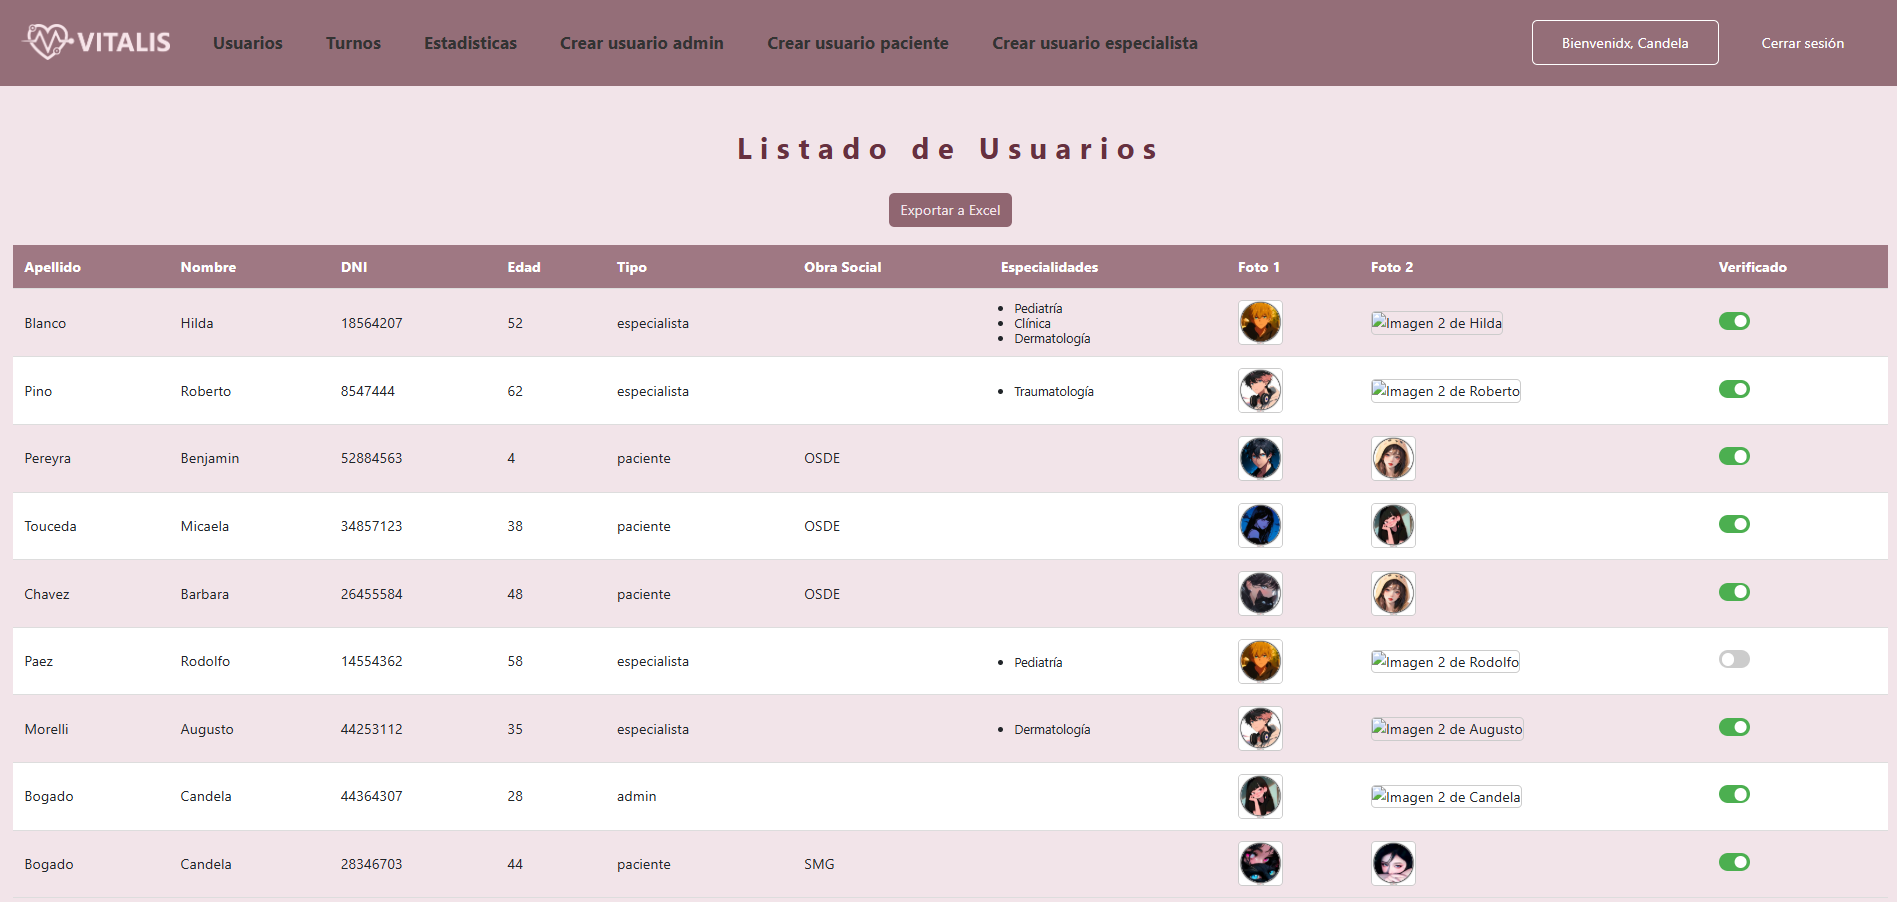 VITALIS Usuarios Turnos Estadisticas Crear usuario admin Crear usuario paciente Crear usuario especialista Bienvenidx, Candela Cerrar sesión
Listado de Usuarios
Exportar a Excel
Apellido Nombre DNI Edad Tipo Obra Social Especialidades Foto 1 Foto 2 Verificado
Blanco Hilda 18564207 52 especialista • Pediatría
• Clínica
• Dermatología
Imagen 2 de Hilda
Pino Roberto 8547444 62 especialista • Traumatología Imagen 2 de Roberto
Pereyra Benjamin 52884563 4 paciente OSDE
Touceda Micaela 34857123 38 paciente OSDE
Chavez Barbara 26455584 48 paciente OSDE
Paez Rodolfo 14554362 58 especialista • Pediatría Imagen 2 de Rodolfo
Morelli Augusto 44253112 35 especialista • Dermatología Imagen 2 de Augusto
Bogado Candela 44364307 28 admin Imagen 2 de Candela
Bogado Candela 28346703 44 paciente SMG